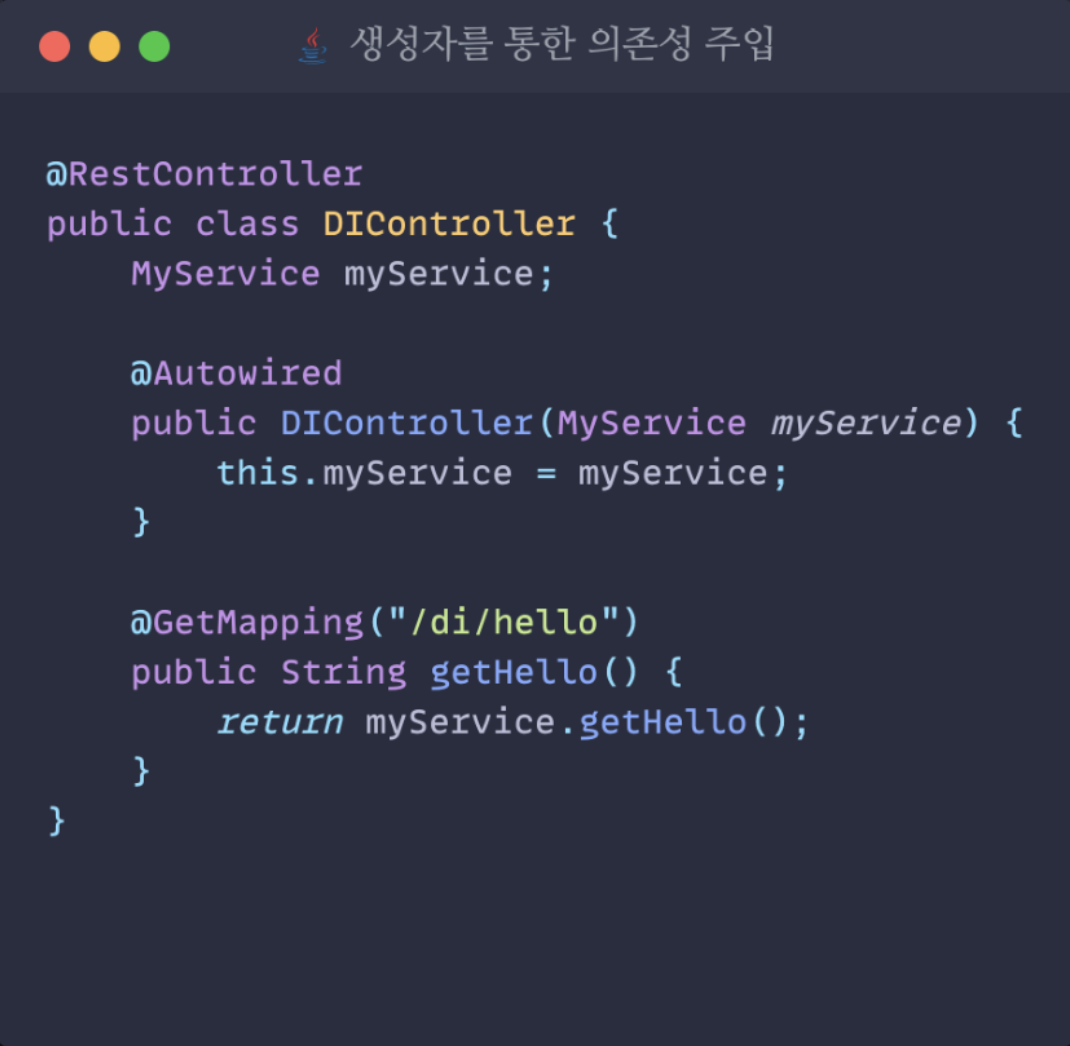 생성자를 통한 의존성 주입
@RestController
public class DIController {
    MyService myService;
    @Autowired
    public DIController(MyService myService) {
        this.myService = myService;
    }
    @GetMapping("/di/hello")
    public String getHello() {
        return myService.getHello();
    }
}